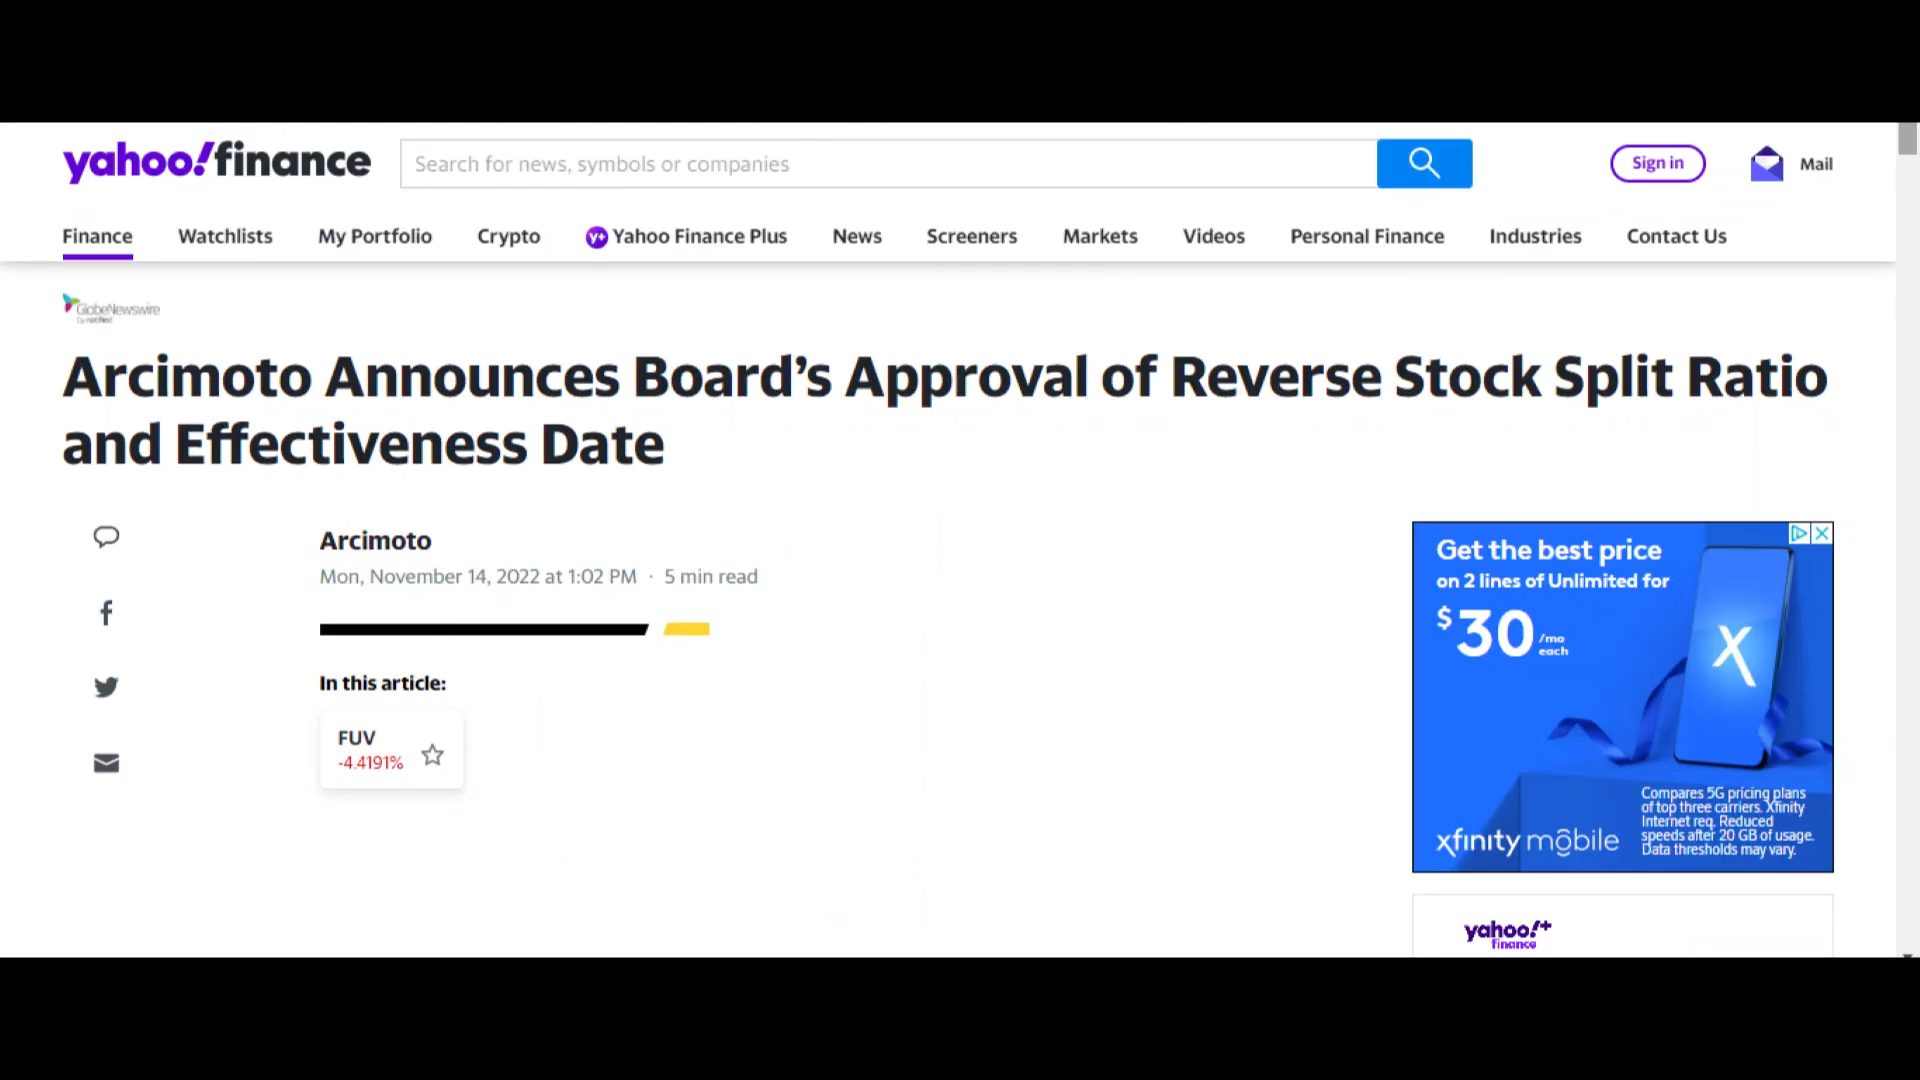 yahoo!finance
Search for news, symbols or companies
Sign in
Mail
Finance
Watchlists
My Portfolio
Crypto
y+ Yahoo Finance Plus
News
Screeners
Markets
Videos
Personal Finance
Industries
Contact Us
GlobeNewswire
by notified
Arcimoto Announces Board’s Approval of Reverse Stock Split Ratio
and Effectiveness Date
Arcimoto
Mon, November 14, 2022 at 1:02 PM · 5 min read
In this article:
FUV
-4.4191%
Get the best price
on 2 lines of Unlimited for
$30/mo
each
X
Compares 5G pricing plans
of top three carriers. Xfinity
Internet req. Reduced
speeds after 20 GB of usage.
Data thresholds may vary.
xfinity mobile
yahoo!+
finance